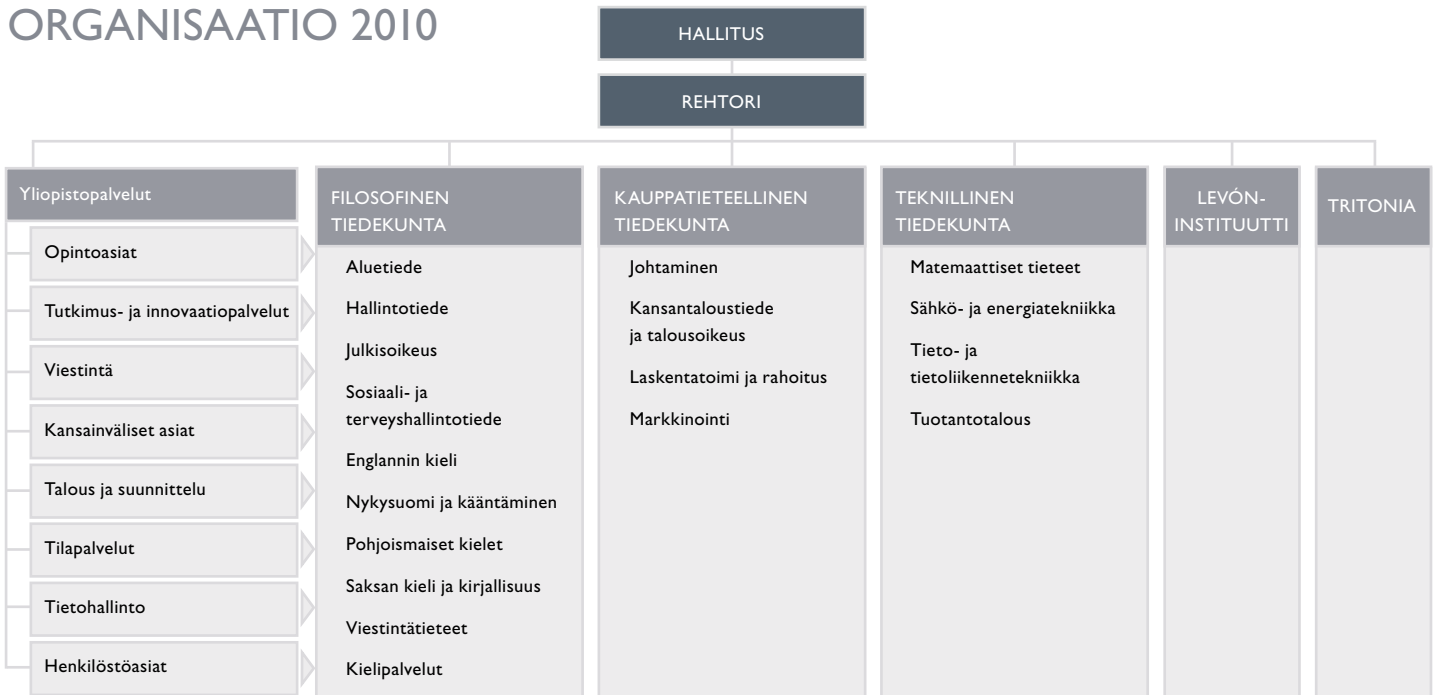 ORGANISAATIO 2010
HALLITUS
REHTORI
Yliopistopalvelut
Opintoasiat
Tutkimus- ja innovaatiopalvelut
Viestintä
Kansainväliset asiat
Talous ja suunnittelu
Tilapalvelut
Tietohallinto
Henkilöstöasiat
FILOSOFINEN
TIEDEKUNTA
Aluetiede
Hallintotiede
Julkisoikeus
Sosiaali- ja
terveyshallintotiede
Englannin kieli
Nykysuomi ja kääntäminen
Pohjoismaiset kielet
Saksan kieli ja kirjallisuus
Viestintätieteet
Kielipalvelut
KAUPPATIETEELLINEN
TIEDEKUNTA
Johtaminen
Kansantaloustiede
ja talousoikeus
Laskentatoimi ja rahoitus
Markkinointi
TEKNILLINEN
TIEDEKUNTA
Matemaattiset tieteet
Sähkö- ja energiatekniikka
Tieto- ja
tietoliikennetekniikka
Tuotantotalous
LEVÓN-
INSTITUUTTI
TRITONIA